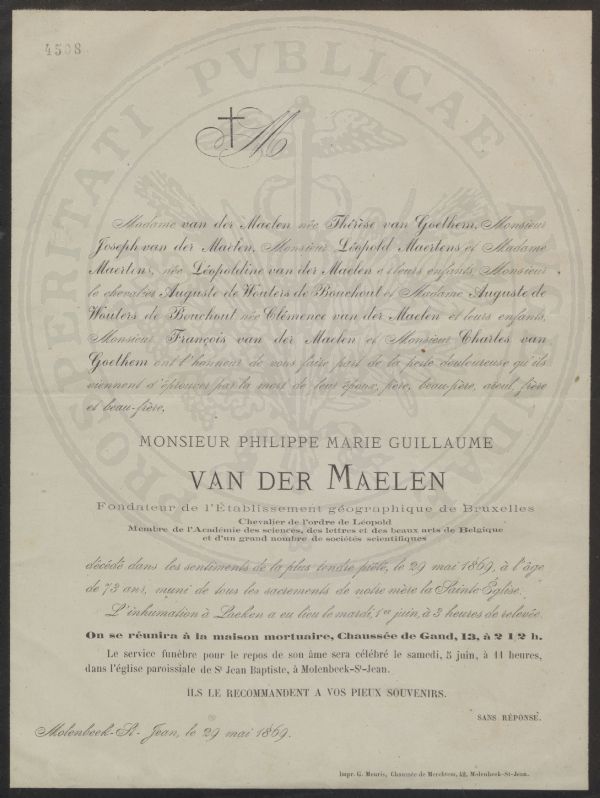 4508
PROSPERITATI PVBLICAE
M
Madame van der Maelen née Thérèse van Goethem, Monsieur
Joseph van der Maelen, Monsieur Léopold Maertens et Madame
Maertens, née Léopoldine van der Maelen et leurs enfants, Monsieur
le chevalier Auguste de Wouters de Bouchout et Madame Auguste de
Wouters de Bouchout née Clémence van der Maelen et leurs enfants,
Monsieur François van der Maelen et Monsieur Charles van
Goethem ont l'honneur de vous faire part de la perte douloureuse qu'ils
viennent d'éprouver par la mort de leur époux, père, beau-père, aïeul, frère
et beau-frère,
MONSIEUR PHILIPPE MARIE GUILLAUME
VAN DER MAELEN
Fondateur de l'Établissement géographique de Bruxelles
Chevalier de l'ordre de Léopold
Membre de l'Académie des sciences, des lettres et des beaux arts de Belgique
et d'un grand nombre de sociétés scientifiques
décédé dans les sentiments de la plus tendre piété, le 29 mai 1869, à l'âge
de 73 ans, muni de tous les sacrements de notre mère la Sainte Église.
L'inhumation à Laeken a eu lieu le mardi, 1er juin, à 3 heures de relevée.
On se réunira à la maison mortuaire, Chaussée de Gand, 13, à 2 1/2 h.
Le service funèbre pour le repos de son âme sera célébré le samedi, 5 juin, à 11 heures,
dans l'église paroissiale de St Jean Baptiste, à Molenbeek-St-Jean.
ILS LE RECOMMANDENT A VOS PIEUX SOUVENIRS.
SANS RÉPONSE.
Molenbeek-St-Jean, le 29 mai 1869.
Impr. G. Meuris, Chaussée de Merchtem, 42, Molenbeek-St-Jean.